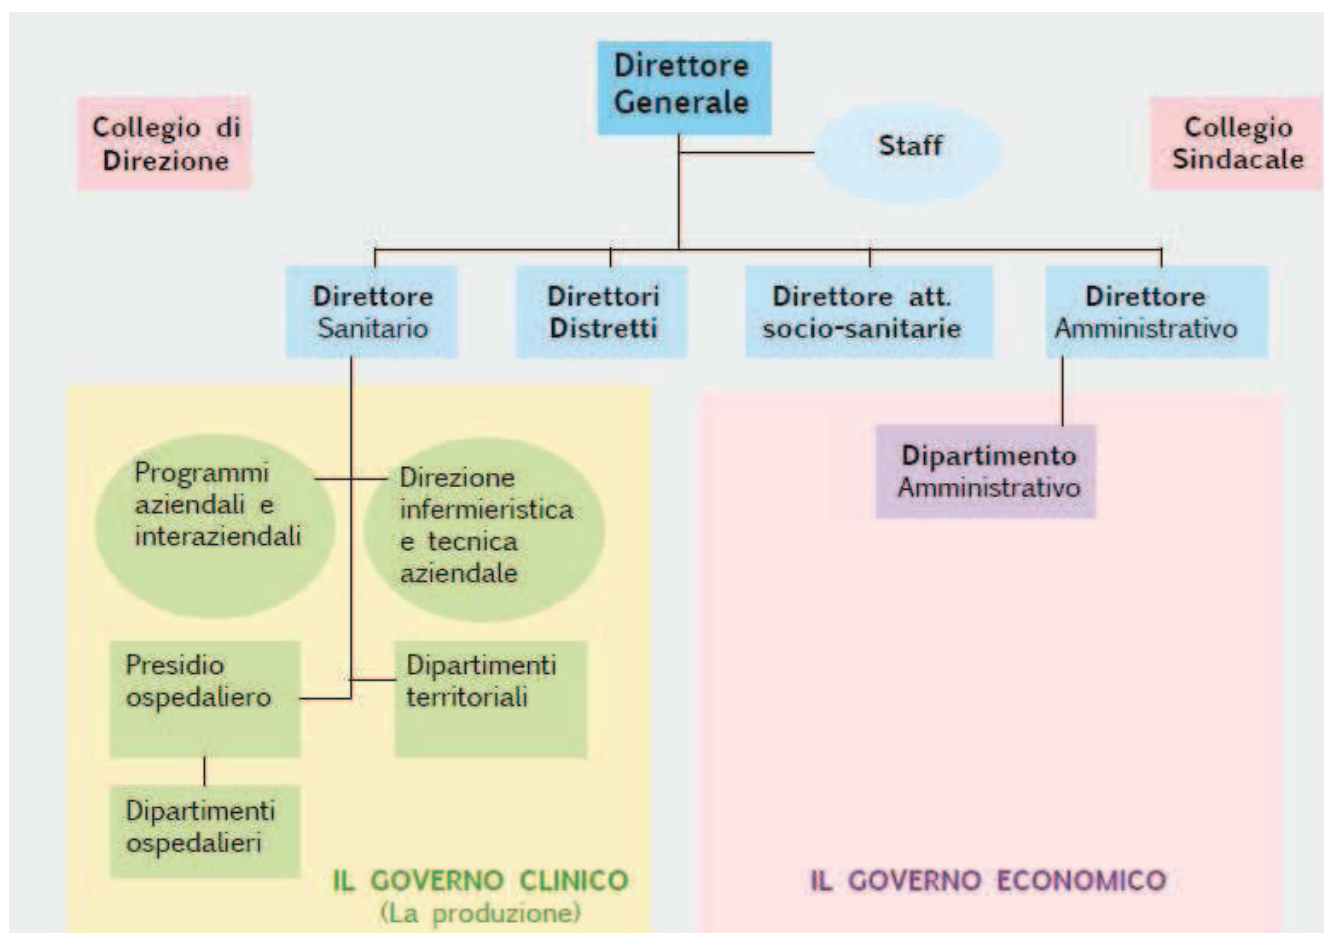 Direttore
Generale
Collegio di
Direzione
Staff
Collegio
Sindacale
Direttore
Sanitario
Direttori
Distretti
Direttore att.
socio-sanitarie
Direttore
Amministrativo
Programmi
aziendali e
interaziendali
Direzione
infermieristica
e tecnica
aziendale
Dipartimento
Amministrativo
Presidio
ospedaliero
Dipartimenti
territoriali
Dipartimenti
ospedalieri
IL GOVERNO CLINICO
(La produzione)
IL GOVERNO ECONOMICO